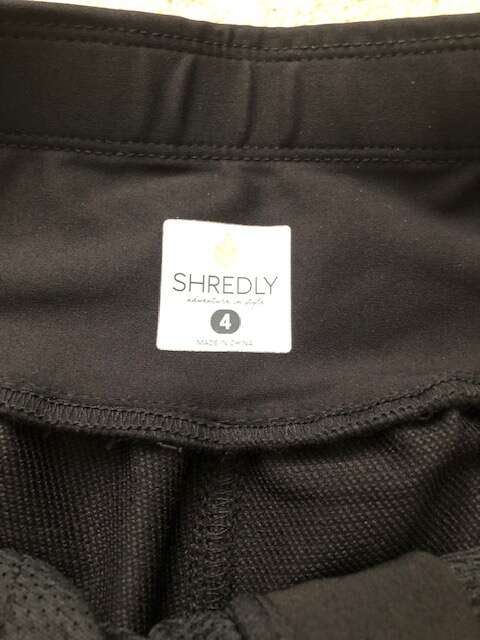 SHREDLY
adventure in style
4
MADE IN CHINA